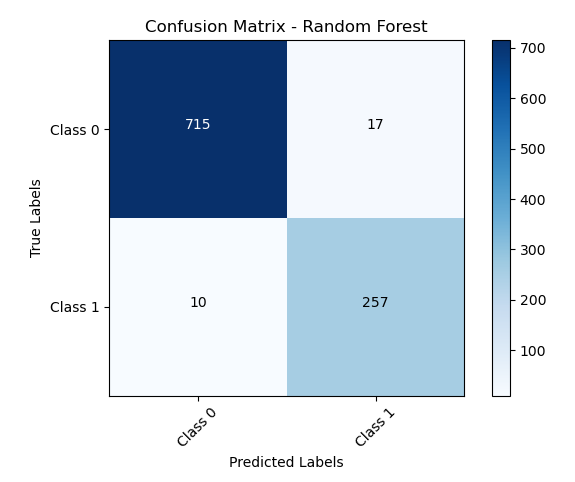 Confusion Matrix - Random Forest
True Labels
Class 0
715
17
Class 1
10
257
Class 0
Class 1
Predicted Labels
700
600
500
400
300
200
100